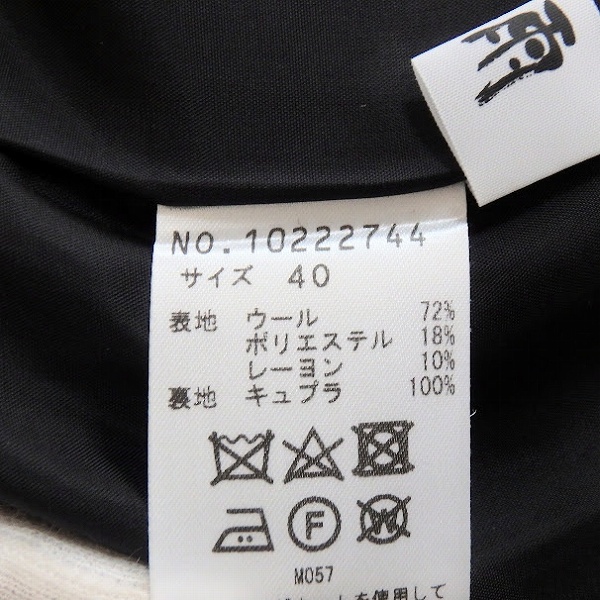 NO.10222744
サイズ 40
表地 ウール 72%
ポリエステル 18%
レーヨン 10%
裏地 キュプラ 100%
F
W
M057
を使用して